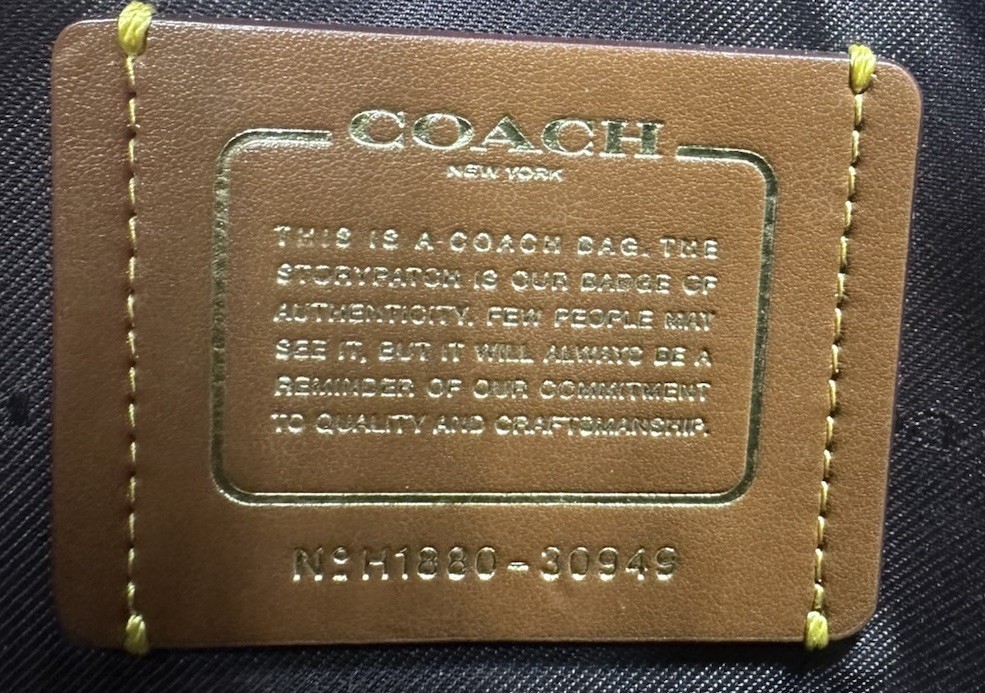 COACH
NEW YORK
THIS IS A COACH BAG. THE
STORYPATCH IS OUR BADGE OF
AUTHENTICITY. FEW PEOPLE MAY
SEE IT, BUT IT WILL ALWAYS BE A
REMINDER OF OUR COMMITMENT
TO QUALITY AND CRAFTSMANSHIP.
Nº H1880-30949